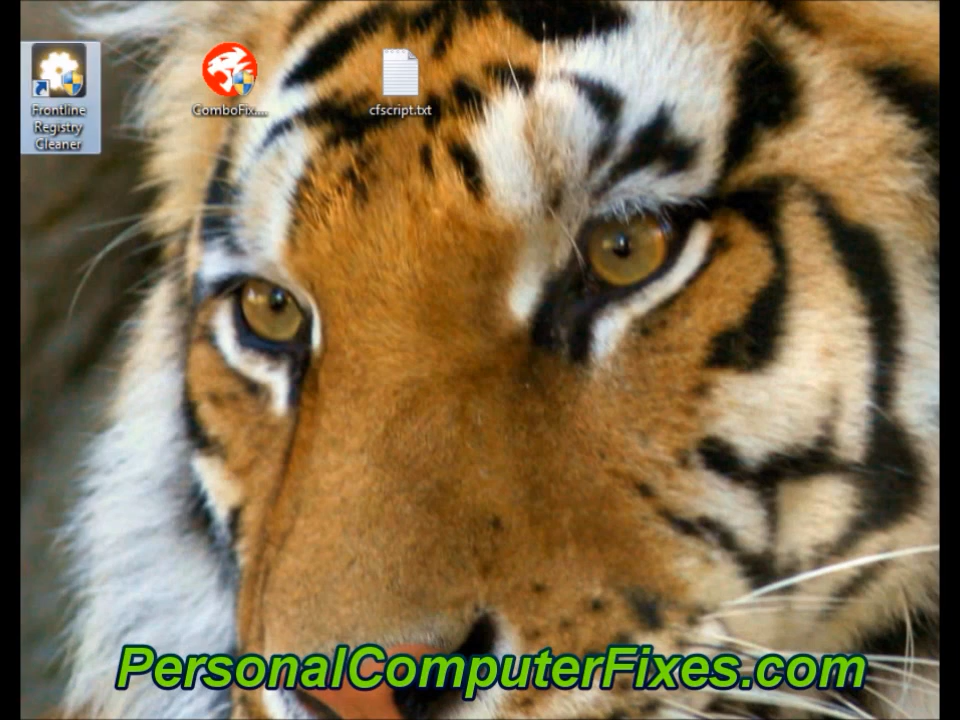 Frontline
Registry
Cleaner
ComboFix....
cfscript.txt
PersonalComputerFixes.com